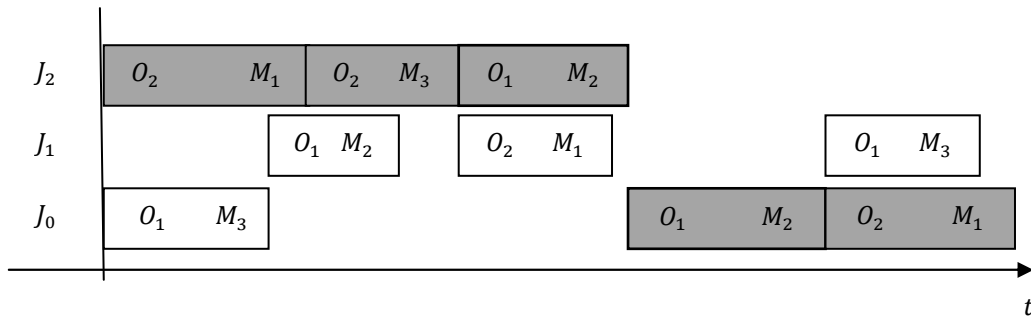 J₂ O₂ M₁ O₂ M₃ O₁ M₂
J₁ O₁ M₂ O₂ M₁ O₁ M₃
J₀ O₁ M₃ O₁ M₂ O₂ M₁
t